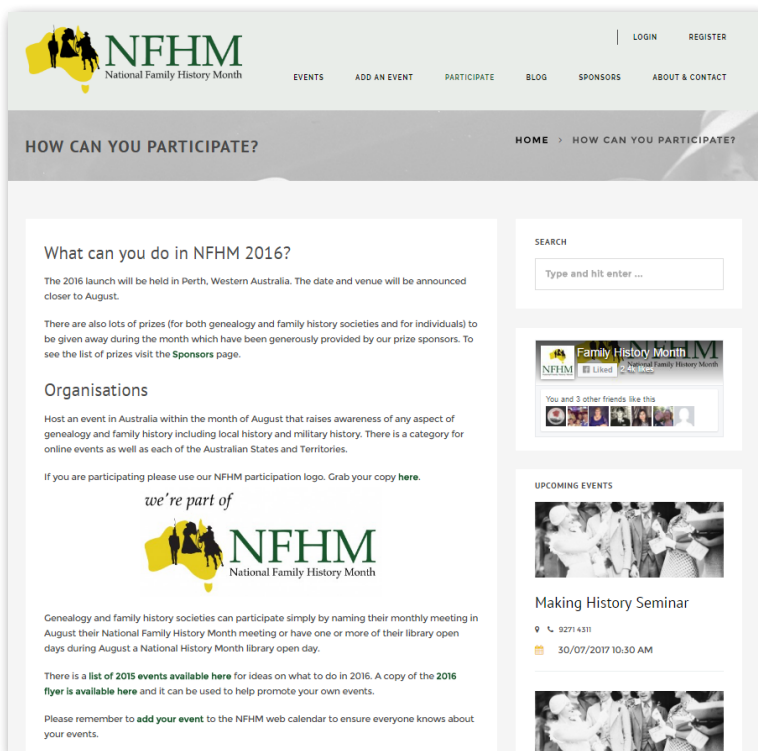 NFHM
National Family History Month
LOGIN REGISTER
EVENTS ADD AN EVENT PARTICIPATE BLOG SPONSORS ABOUT & CONTACT
HOW CAN YOU PARTICIPATE?
HOME > HOW CAN YOU PARTICIPATE?
What can you do in NFHM 2016?
The 2016 launch will be held in Perth, Western Australia. The date and venue will be announced
closer to August.
There are also lots of prizes (for both genealogy and family history societies and for individuals) to
be given away during the month which have been generously provided by our prize sponsors. To
see the list of prizes visit the Sponsors page.
Organisations
Host an event in Australia within the month of August that raises awareness of any aspect of
genealogy and family history including local history and military history. There is a category for
online events as well as each of the Australian States and Territories.
If you are participating please use our NFHM participation logo. Grab your copy here.
we're part of
NFHM
National Family History Month
Genealogy and family history societies can participate simply by naming their monthly meeting in
August their National Family History Month meeting or have one or more of their library open
days during August a National History Month library open day.
There is a list of 2015 events available here for ideas on what to do in 2016. A copy of the 2016
flyer is available here and it can be used to help promote your own events.
Please remember to add your event to the NFHM web calendar to ensure everyone knows about
your events.
SEARCH
Type and hit enter ...
Family History Month
NFHM
Liked 2.4k likes
National Family History Month
You and 3 other friends like this
UPCOMING EVENTS
Making History Seminar
9271 4311
30/07/2017 10:30 AM